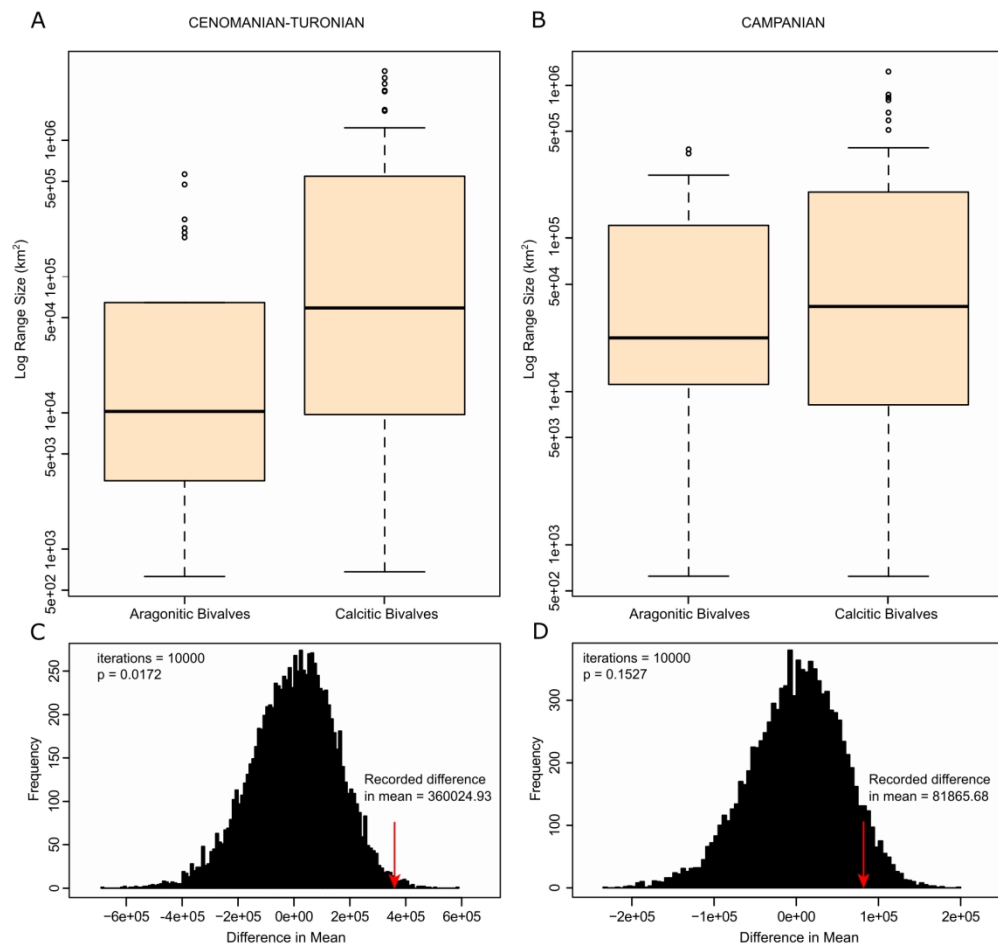 A
CENOMANIAN-TURONIAN
Log Range Size (km²)
1e+06
5e+05
1e+05
5e+04
1e+04
5e+03
1e+03
5e+02
Aragonitic Bivalves
Calcitic Bivalves
B
CAMPANIAN
Log Range Size (km²)
1e+06
5e+05
1e+05
5e+04
1e+04
5e+03
1e+03
5e+02
Aragonitic Bivalves
Calcitic Bivalves
C
iterations = 10000
p = 0.0172
Recorded difference
in mean = 360024.93
Frequency
250
200
150
100
50
0
−6e+05
−4e+05
−2e+05
0e+00
2e+05
4e+05
6e+05
Difference in Mean
D
iterations = 10000
p = 0.1527
Recorded difference
in mean = 81865.68
Frequency
300
200
100
0
−2e+05
−1e+05
0e+00
1e+05
2e+05
Difference in Mean